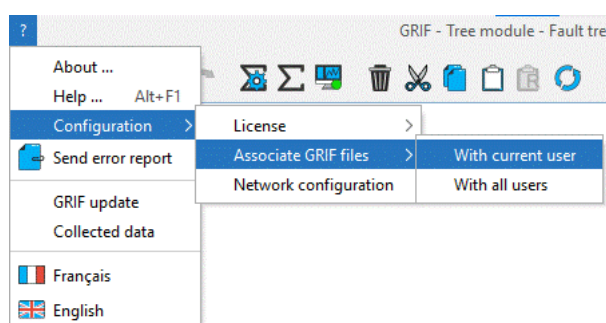 ?
GRIF - Tree module - Fault tre
About ...
Help ... Alt+F1
Configuration >
License >
Send error report
Associate GRIF files >
With current user
Network configuration
With all users
GRIF update
Collected data
Français
English